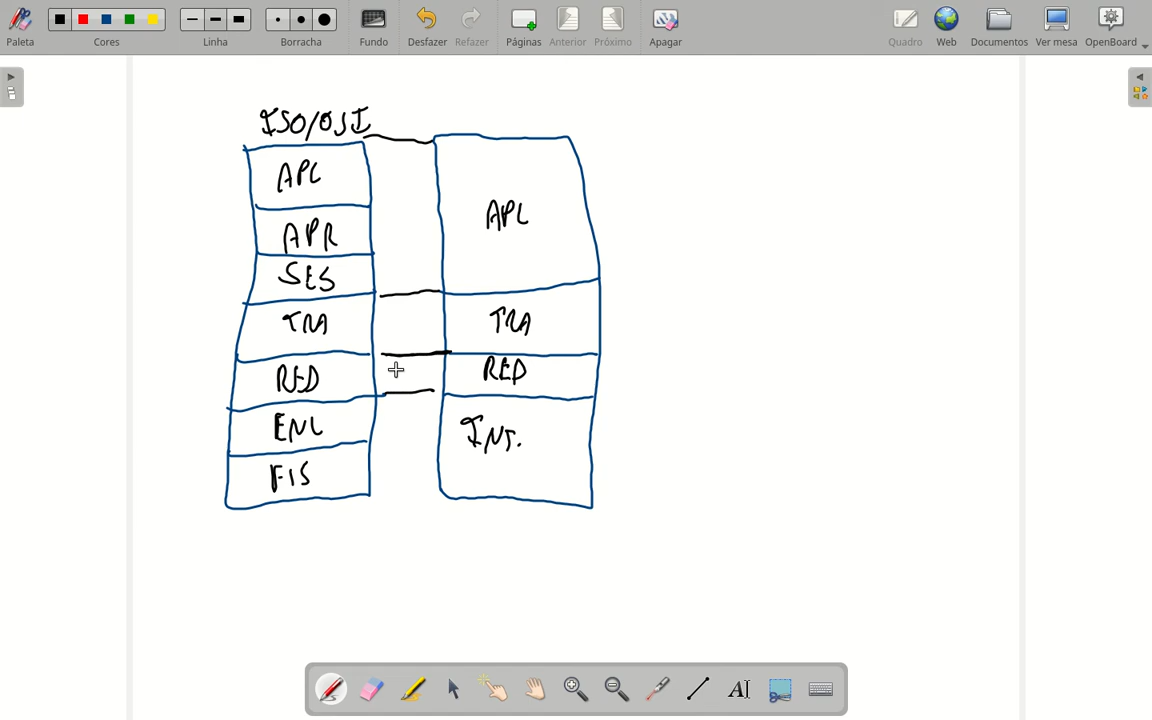 Paleta
Cores
Linha
Borracha
Fundo
Desfazer
Refazer
Páginas
Anterior
Próximo
Apagar
Quadro
Web
Documentos
Ver mesa
OpenBoard
ISO/OSI
APL
APR
SES
TRA
RED
ENL
FIS
APL
TRA
RED
INT.